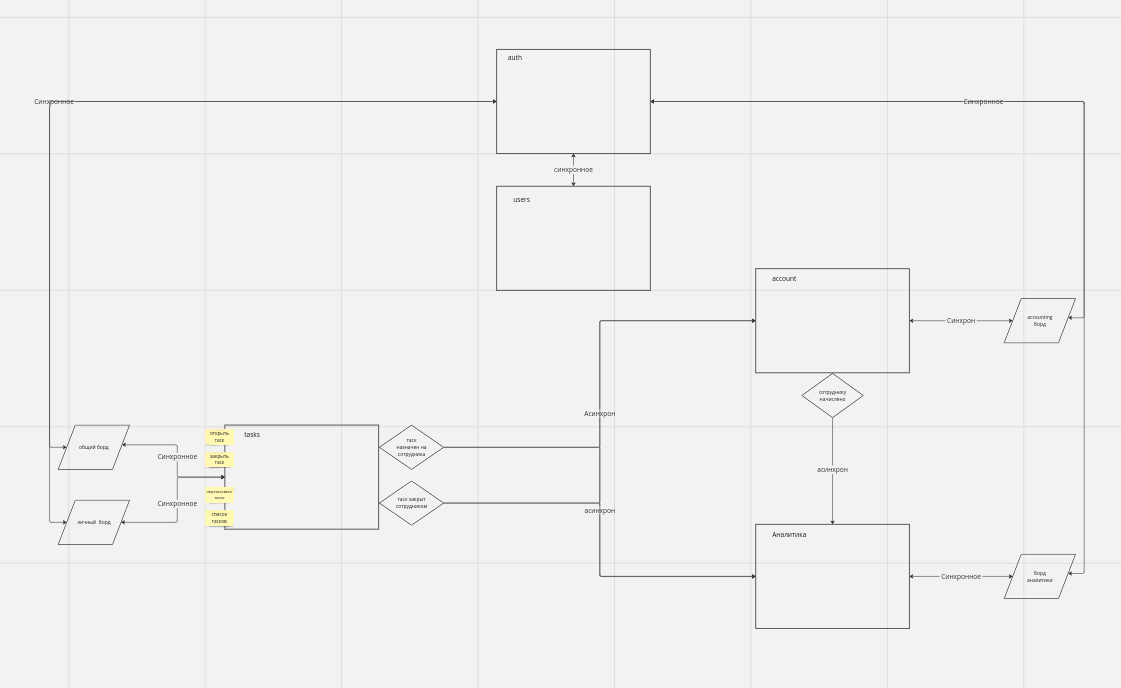 auth
Синхронное
Синхронное
синхронное
users
account
Синхрон
accounting
борд
сотруднику
начислено
Асинхрон
асинхрон
общий борд
Синхронное
открыть
таск
закрыть
таск
tasks
таск
назначен на
сотрудника
Синхронное
личный борд
список
тасков
таск закрыт
сотрудником
асинхрон
Аналитика
Синхронное
борд
аналитики